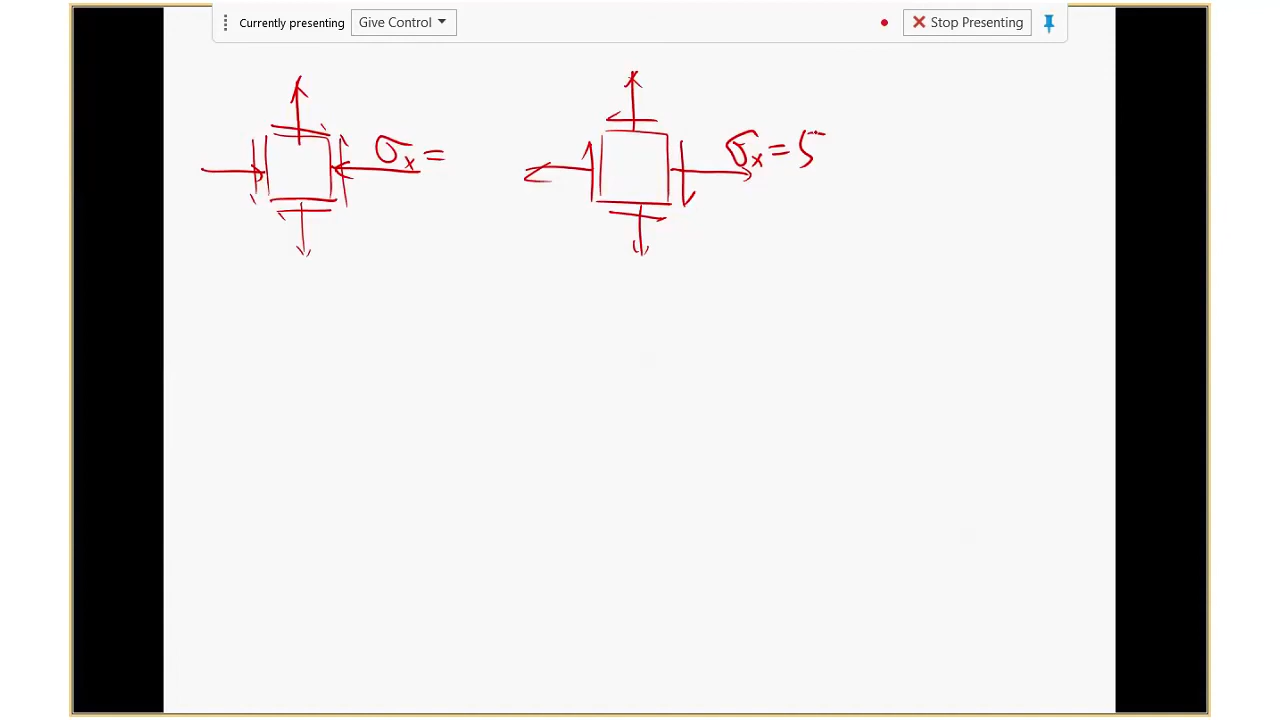 Currently presenting Give Control Stop Presenting
σx = σx = 5